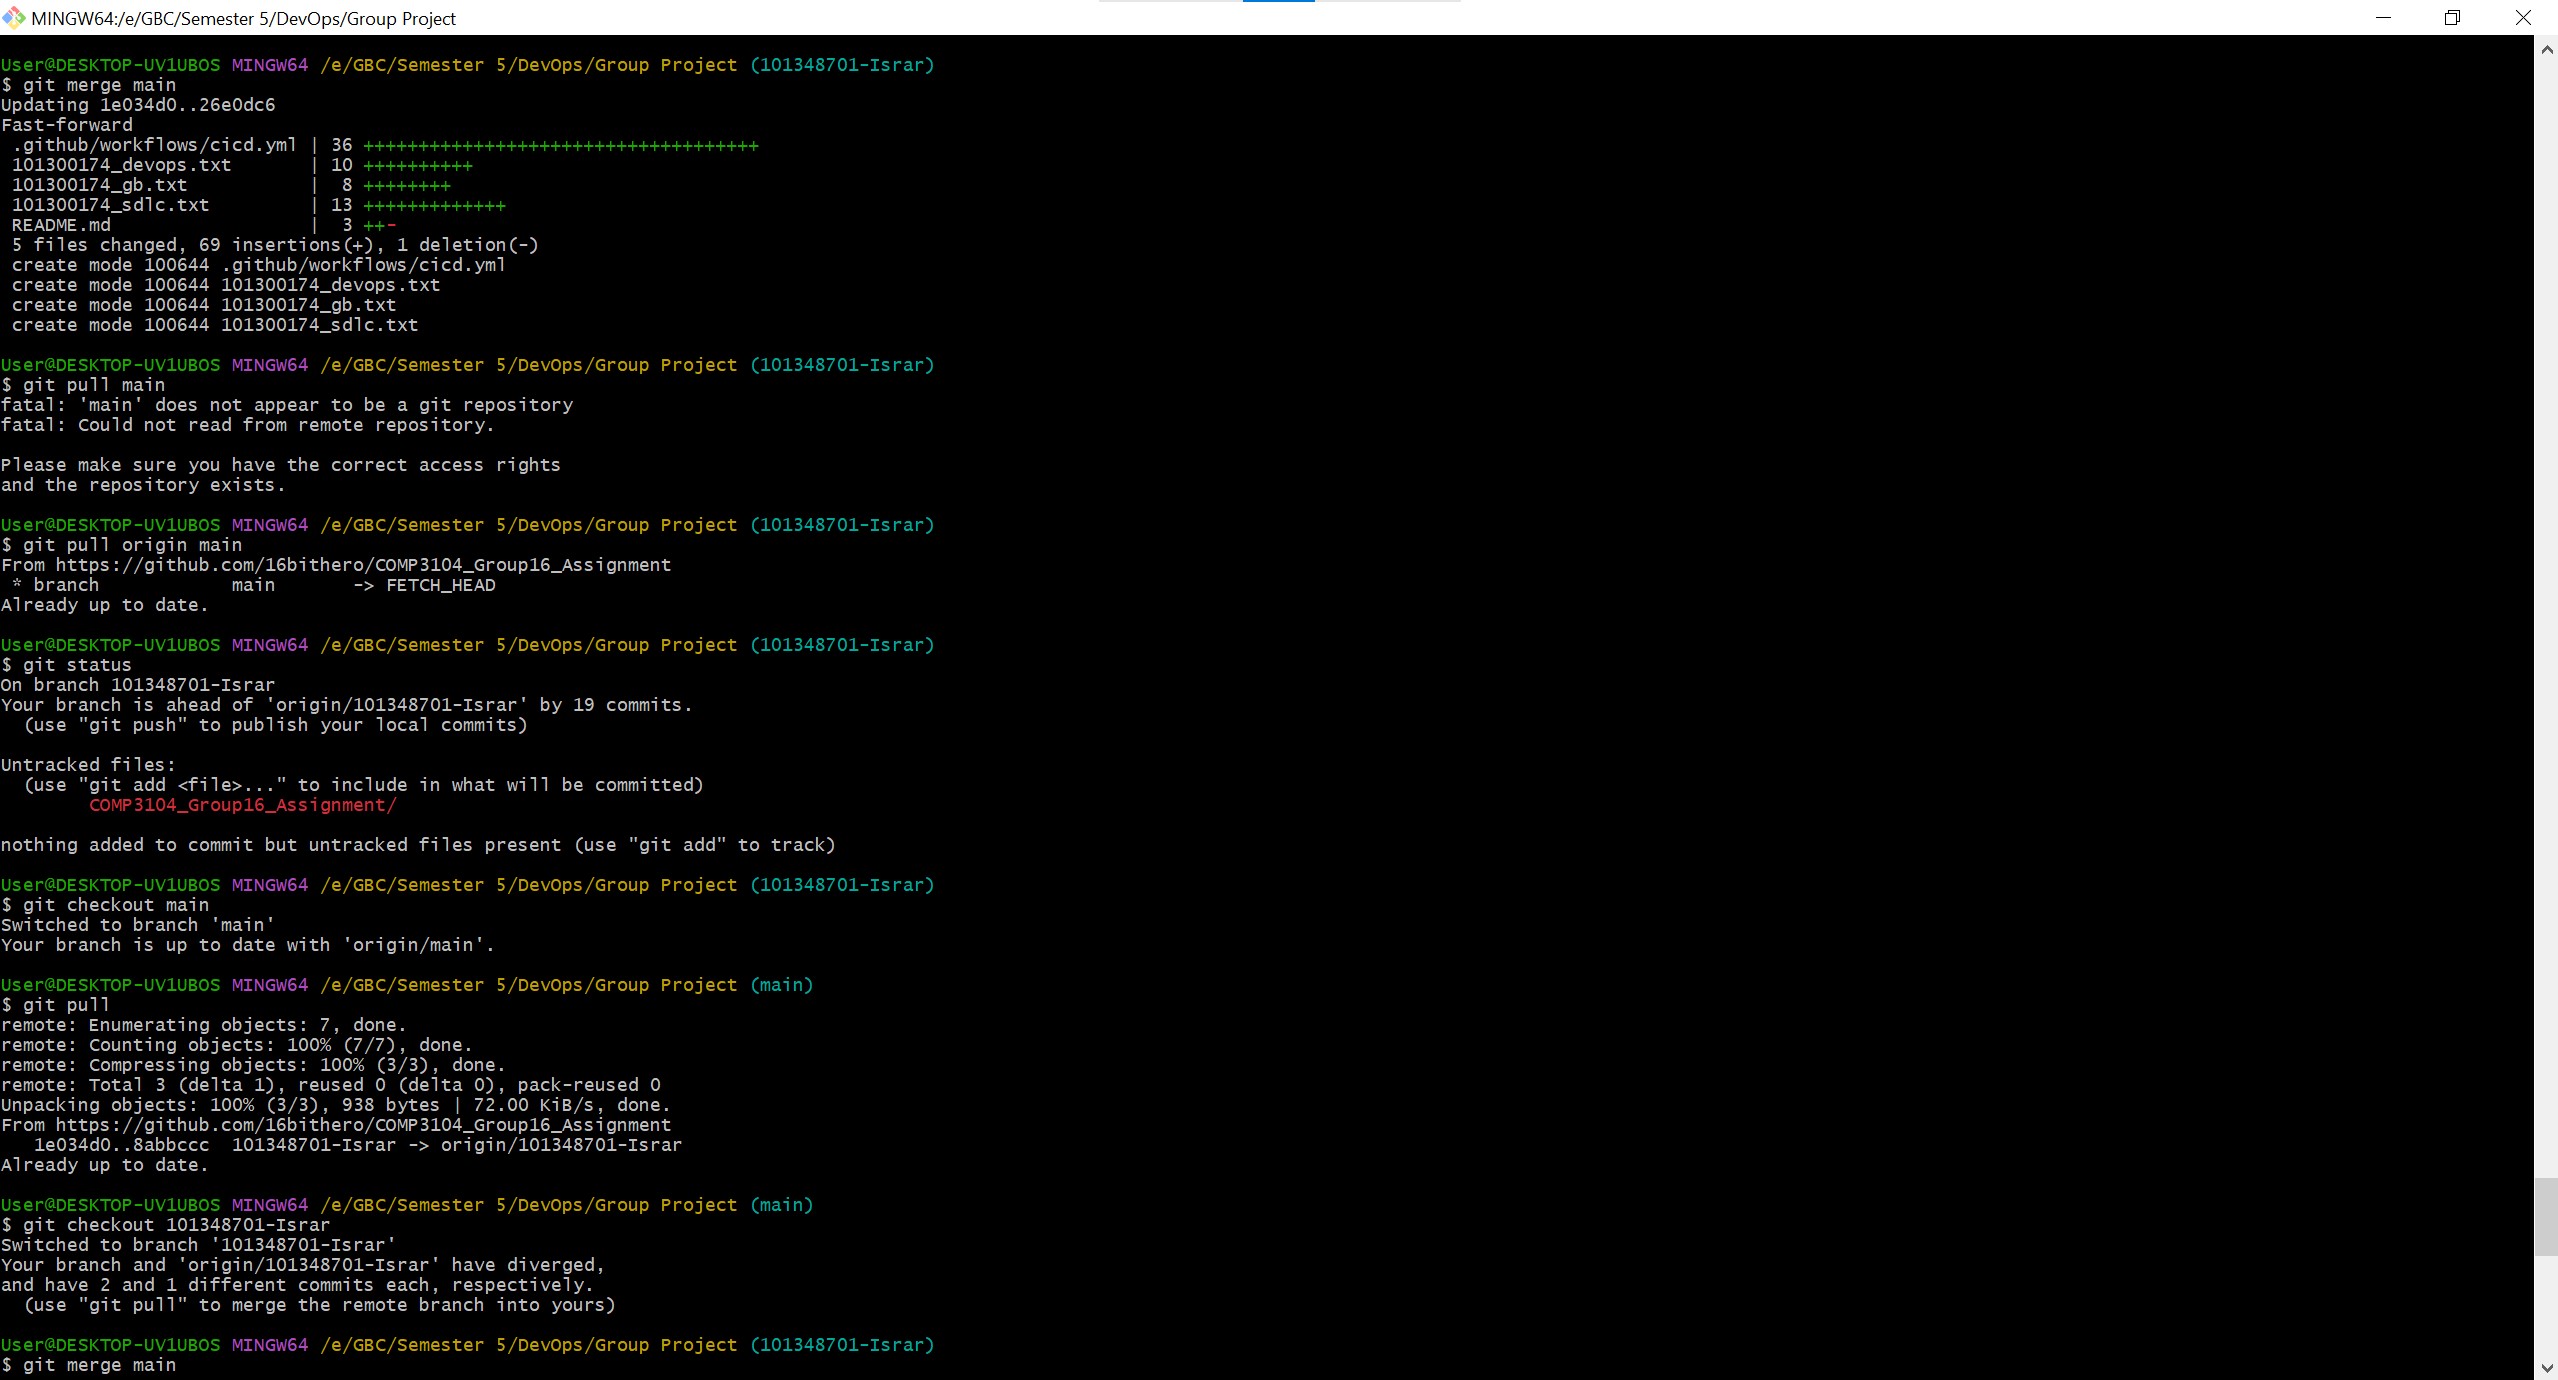 MINGW64:/e/GBC/Semester 5/DevOps/Group Project
User@DESKTOP-UV1UBOS MINGW64 /e/GBC/Semester 5/DevOps/Group Project (101348701-Israr)
$ git merge main
Updating 1e034d0..26e0dc6
Fast-forward
 .github/workflows/cicd.yml | 36 ++++++++++++++++++++++++++++++++++++
 101300174_devops.txt       | 10 ++++++++++
 101300174_gb.txt           |  8 ++++++++
 101300174_sdlc.txt         | 13 +++++++++++++
 README.md                  |  3 ++-
 5 files changed, 69 insertions(+), 1 deletion(-)
 create mode 100644 .github/workflows/cicd.yml
 create mode 100644 101300174_devops.txt
 create mode 100644 101300174_gb.txt
 create mode 100644 101300174_sdlc.txt
User@DESKTOP-UV1UBOS MINGW64 /e/GBC/Semester 5/DevOps/Group Project (101348701-Israr)
$ git pull main
fatal: 'main' does not appear to be a git repository
fatal: Could not read from remote repository.
Please make sure you have the correct access rights
and the repository exists.
User@DESKTOP-UV1UBOS MINGW64 /e/GBC/Semester 5/DevOps/Group Project (101348701-Israr)
$ git pull origin main
From https://github.com/16bithero/COMP3104_Group16_Assignment
 * branch            main       -> FETCH_HEAD
Already up to date.
User@DESKTOP-UV1UBOS MINGW64 /e/GBC/Semester 5/DevOps/Group Project (101348701-Israr)
$ git status
On branch 101348701-Israr
Your branch is ahead of 'origin/101348701-Israr' by 19 commits.
  (use "git push" to publish your local commits)
Untracked files:
  (use "git add <file>..." to include in what will be committed)
        COMP3104_Group16_Assignment/
nothing added to commit but untracked files present (use "git add" to track)
User@DESKTOP-UV1UBOS MINGW64 /e/GBC/Semester 5/DevOps/Group Project (101348701-Israr)
$ git checkout main
Switched to branch 'main'
Your branch is up to date with 'origin/main'.
User@DESKTOP-UV1UBOS MINGW64 /e/GBC/Semester 5/DevOps/Group Project (main)
$ git pull
remote: Enumerating objects: 7, done.
remote: Counting objects: 100% (7/7), done.
remote: Compressing objects: 100% (3/3), done.
remote: Total 3 (delta 1), reused 0 (delta 0), pack-reused 0
Unpacking objects: 100% (3/3), 938 bytes | 72.00 KiB/s, done.
From https://github.com/16bithero/COMP3104_Group16_Assignment
   1e034d0..8abbccc  101348701-Israr -> origin/101348701-Israr
Already up to date.
User@DESKTOP-UV1UBOS MINGW64 /e/GBC/Semester 5/DevOps/Group Project (main)
$ git checkout 101348701-Israr
Switched to branch '101348701-Israr'
Your branch and 'origin/101348701-Israr' have diverged,
and have 2 and 1 different commits each, respectively.
  (use "git pull" to merge the remote branch into yours)
User@DESKTOP-UV1UBOS MINGW64 /e/GBC/Semester 5/DevOps/Group Project (101348701-Israr)
$ git merge main